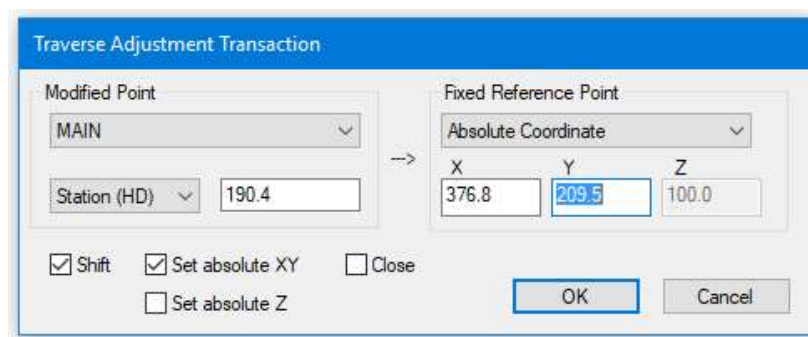 Traverse Adjustment Transaction
Modified Point
MAIN
Station (HD)
190.4
--->
Fixed Reference Point
Absolute Coordinate
X
Y
Z
376.8
209.5
100.0
Shift
Set absolute XY
Close
Set absolute Z
OK
Cancel